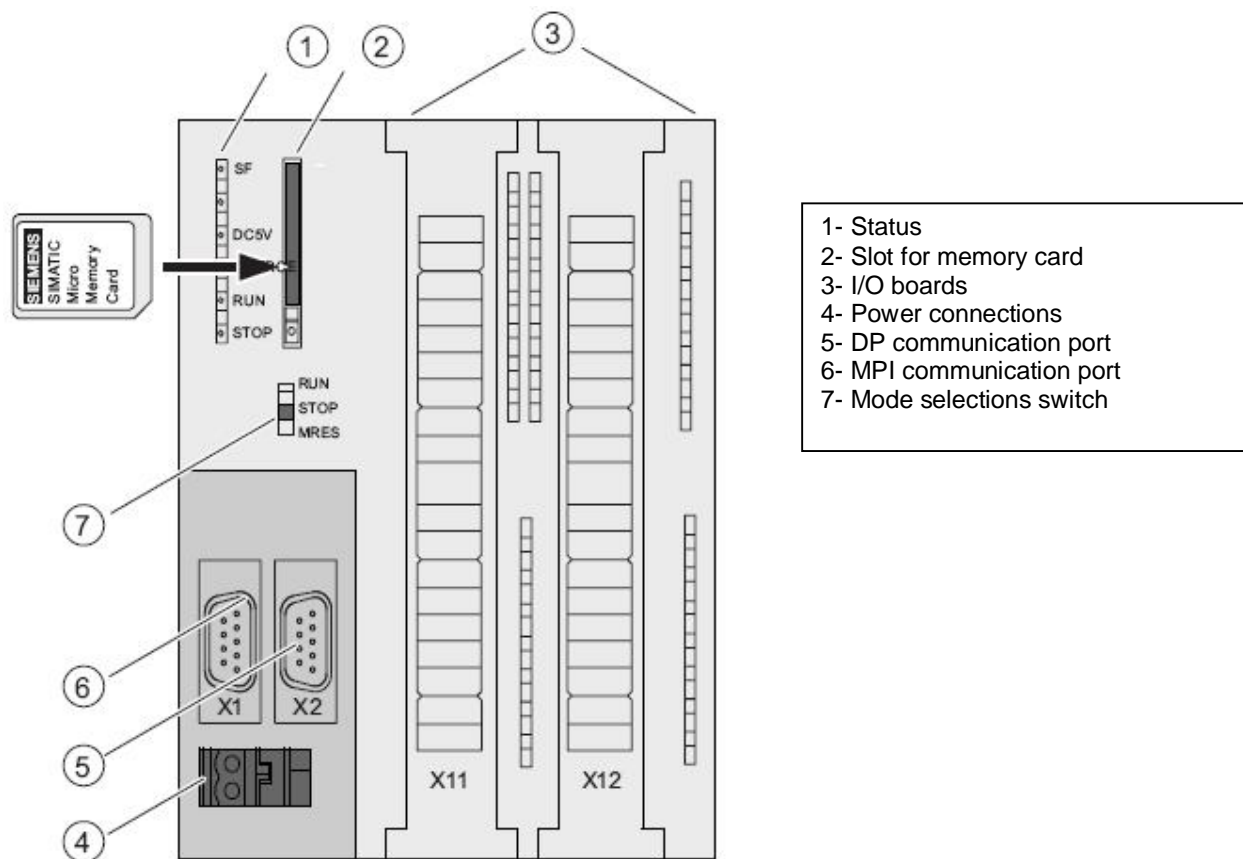 1
2
3
SF
DC5V
RUN
STOP
SIEMENS
SIMATIC
Micro
Memory
Card
RUN
STOP
MRES
7
6
X1
X2
5
4
X11
X12
1- Status
2- Slot for memory card
3- I/O boards
4- Power connections
5- DP communication port
6- MPI communication port
7- Mode selections switch